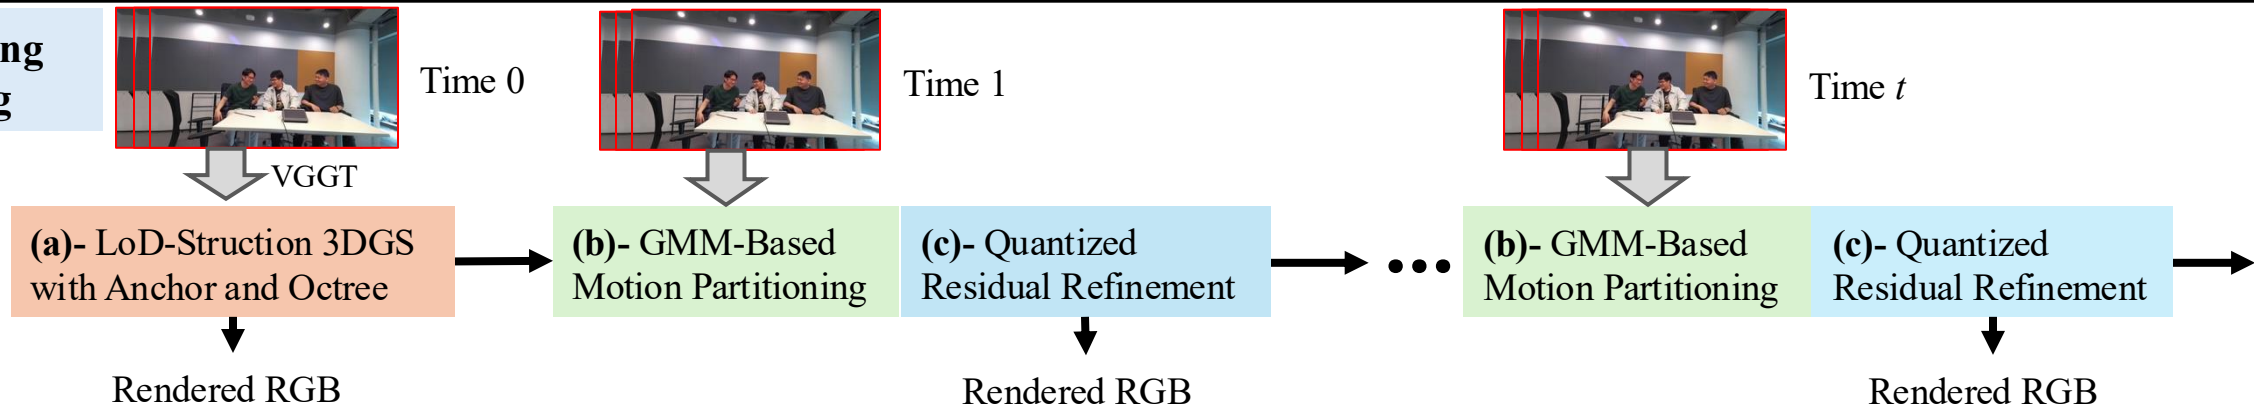 ng
g
Time 0
Time 1
Time t
VGGT
(a)- LoD-Struction 3DGS
with Anchor and Octree
(b)- GMM-Based
Motion Partitioning
(c)- Quantized
Residual Refinement
(b)- GMM-Based
Motion Partitioning
(c)- Quantized
Residual Refinement
Rendered RGB
Rendered RGB
Rendered RGB